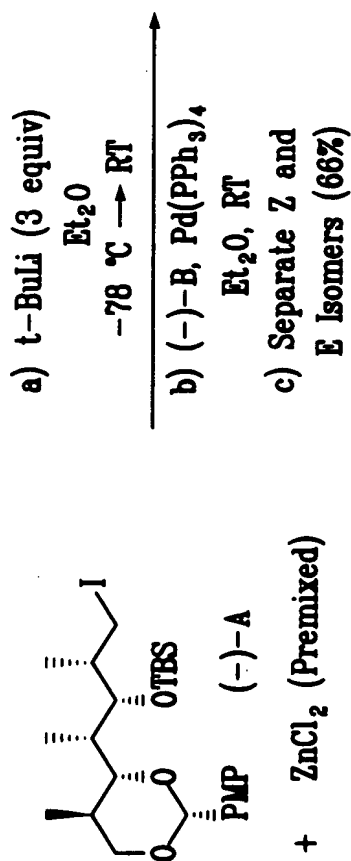 I
OTBS
O
O
PMP
(-)-A
+ ZnCl2 (Premixed)
a) t-BuLi (3 equiv)
Et2O
-78 °C → RT
b) (-)-B, Pd(PPh3)4
Et2O, RT
c) Separate Z and
E Isomers (66%)